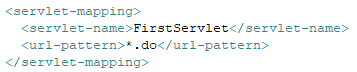 <servlet-mapping>
  <servlet-name>FirstServlet</servlet-name>
  <url-pattern>*.do</url-pattern>
</servlet-mapping>